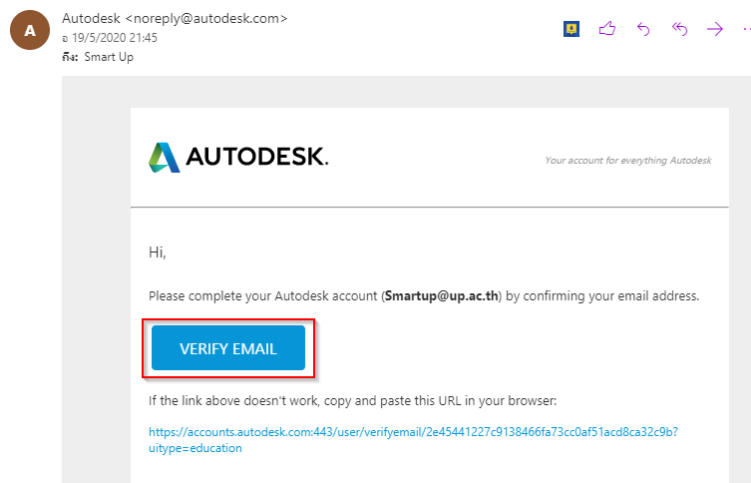 A
Autodesk <noreply@autodesk.com>
อ 19/5/2020 21:45
ถึง: Smart Up
AUTODESK.
Your account for everything Autodesk
Hi,
Please complete your Autodesk account (Smartup@up.ac.th) by confirming your email address.
VERIFY EMAIL
If the link above doesn't work, copy and paste this URL in your browser:
https://accounts.autodesk.com:443/user/verifyemail/2e45441227c9138466fa73cc0af51acd8ca32c9b?
uitype=education